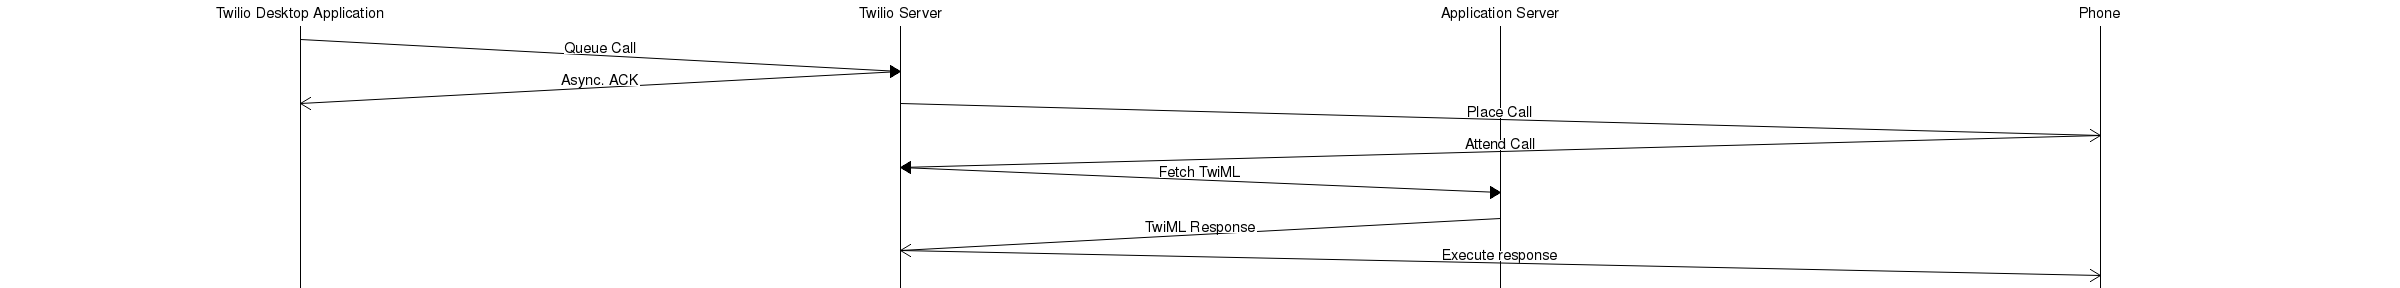 Twilio Desktop Application
Twilio Server
Application Server
Phone
Queue Call
Async. ACK
Place Call
Attend Call
Fetch TwiML
TwiML Response
Execute response